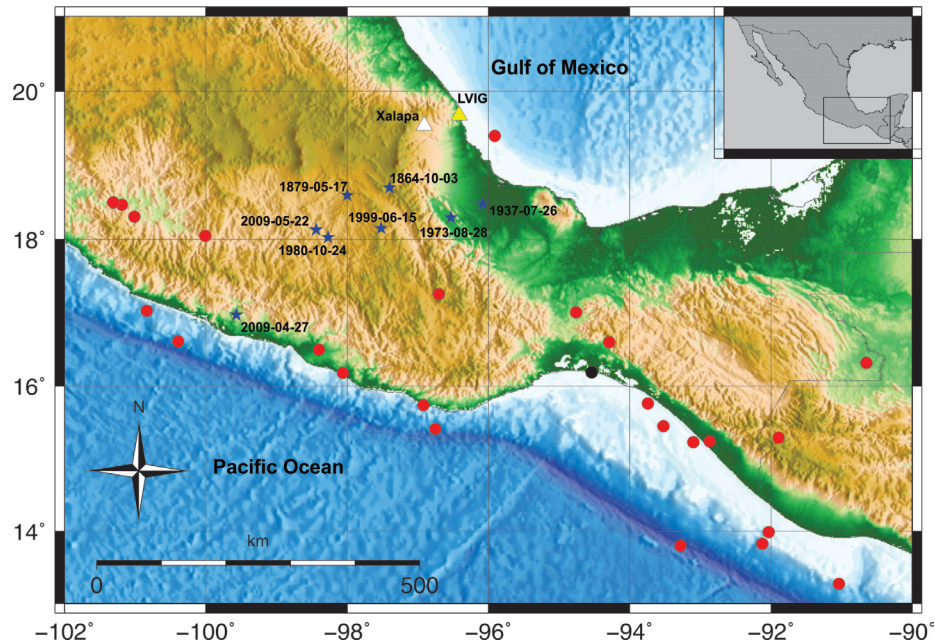 Gulf of Mexico
20°
LVIG
Xalapa
1864-10-03
1879-05-17
1937-07-26
1999-06-15
2009-05-22
1973-08-28
18°
1980-10-24
2009-04-27
16°
N
Pacific Ocean
14°
km
0 500
−102° −100° −98° −96° −94° −92° −90°